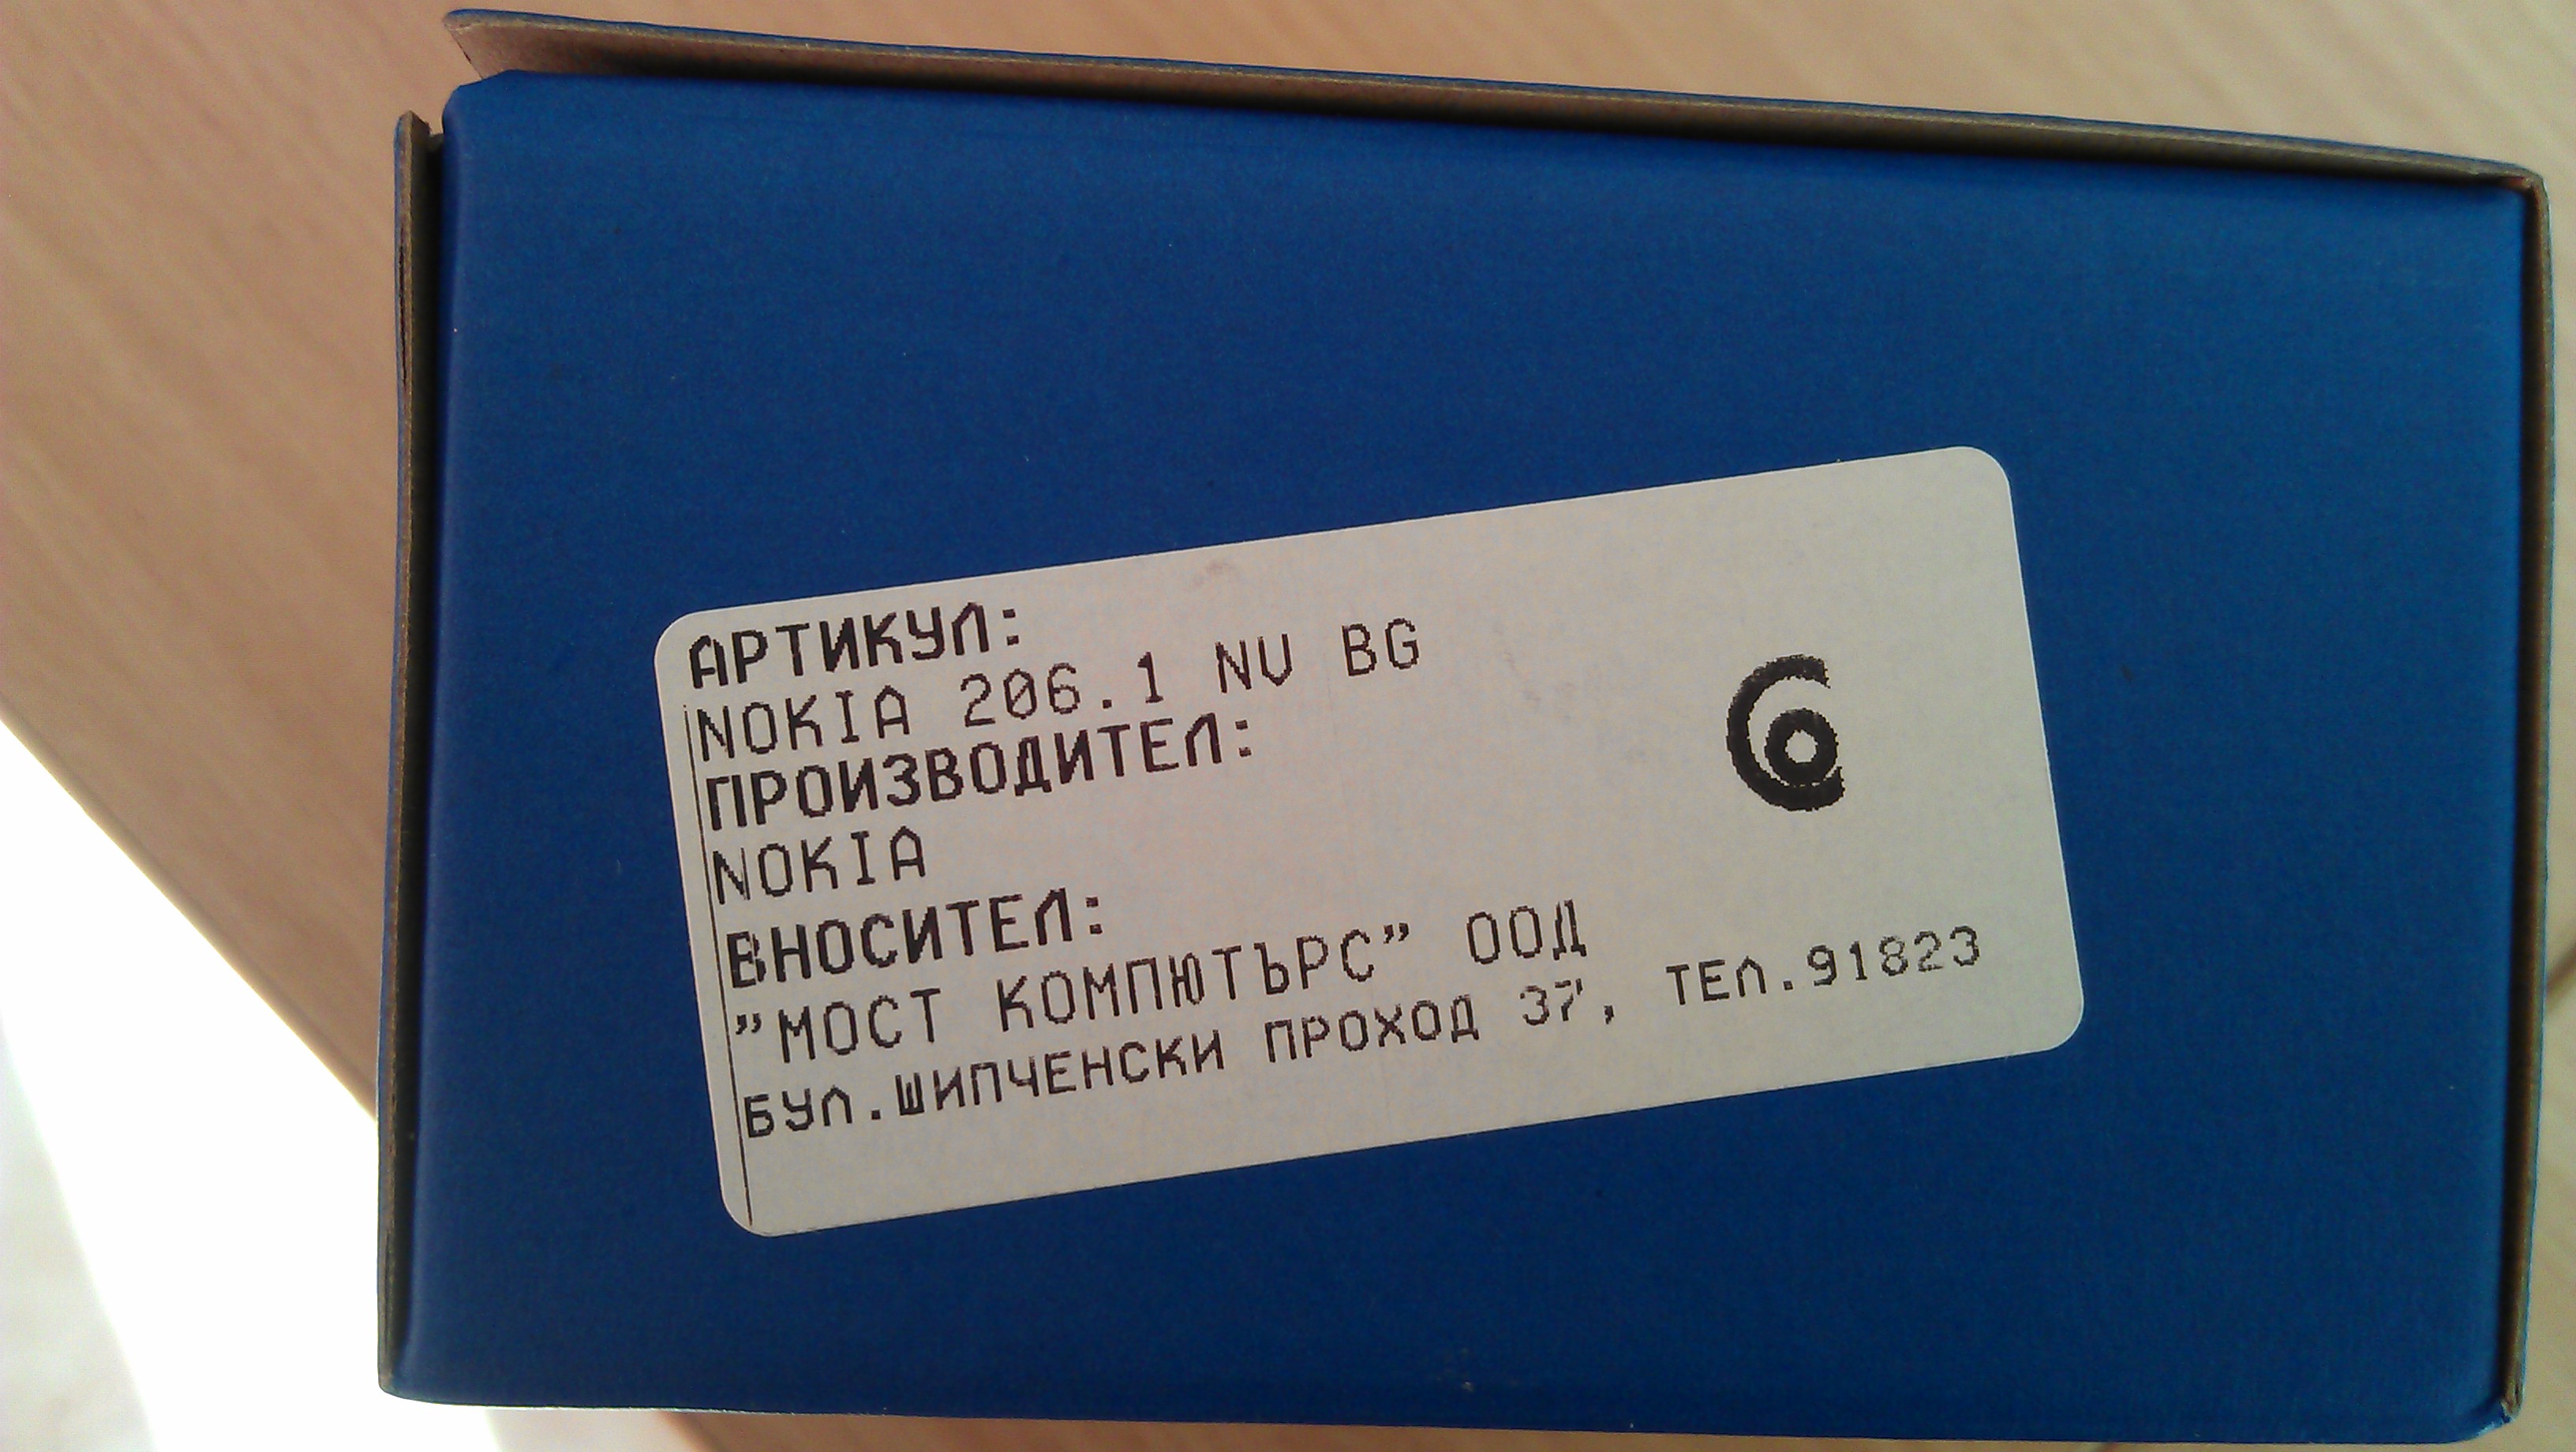 АРТИКУЛ:
NOKIA 206.1 NV BG
ПРОИЗВОДИТЕЛ:
NOKIA
ВНОСИТЕЛ:
"МОСТ КОМПЮТЪРС" ООД
БУЛ.ШИПЧЕНСКИ ПРОХОД 37, ТЕЛ.91823